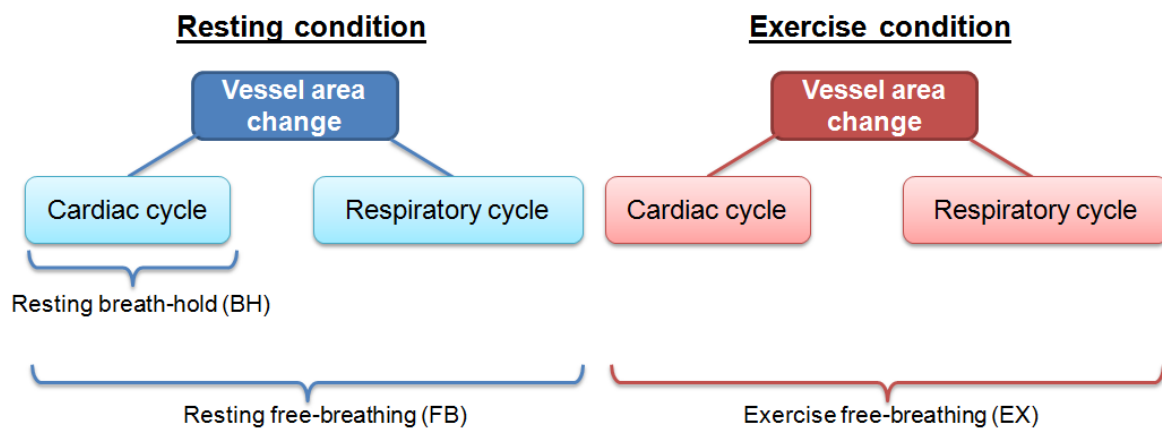 Resting condition
Vessel area
change
Cardiac cycle
Respiratory cycle
Resting breath-hold (BH)
Resting free-breathing (FB)
Exercise condition
Vessel area
change
Cardiac cycle
Respiratory cycle
Exercise free-breathing (EX)